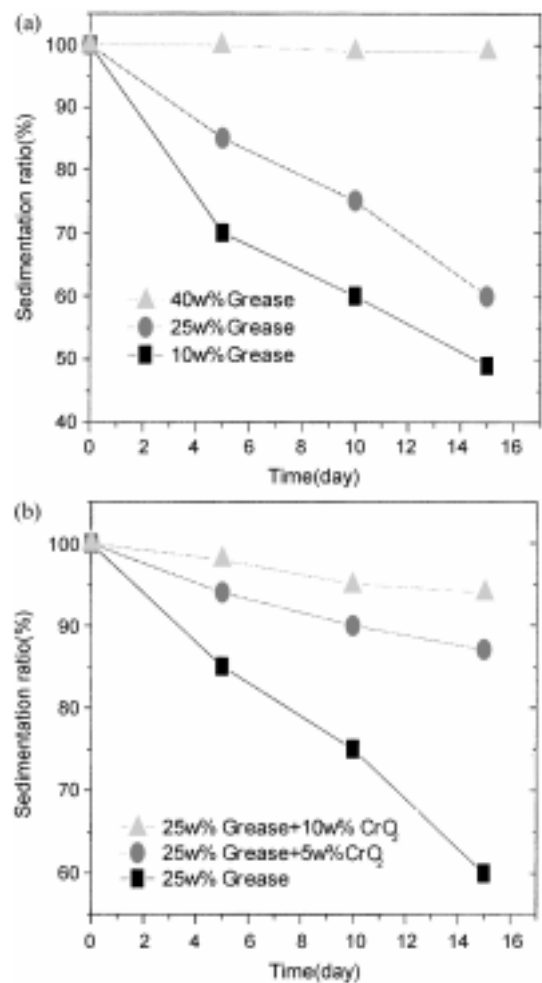 (a)
100
90
80
70
60
50
40
Sedimentation ratio(%)
40w%Grease
25w%Grease
10w%Grease
0 2 4 6 8 10 12 14 16
Time(day)
(b)
100
90
80
70
60
Sedimentation ratio(%)
25w% Grease+10w% CrO₂
25w% Grease+5w%CrO₂
25w% Grease
0 2 4 6 8 10 12 14 16
Time(day)